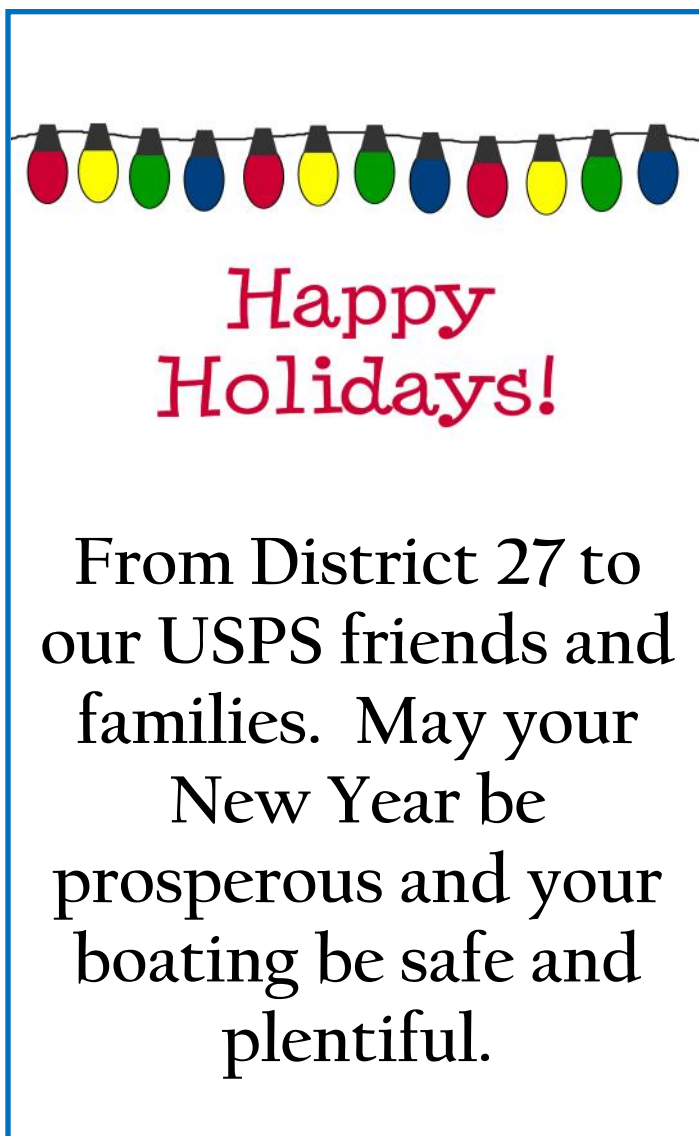 Happy
Holidays!
From District 27 to
our USPS friends and
families.  May your
New Year be
prosperous and your
boating be safe and
plentiful.